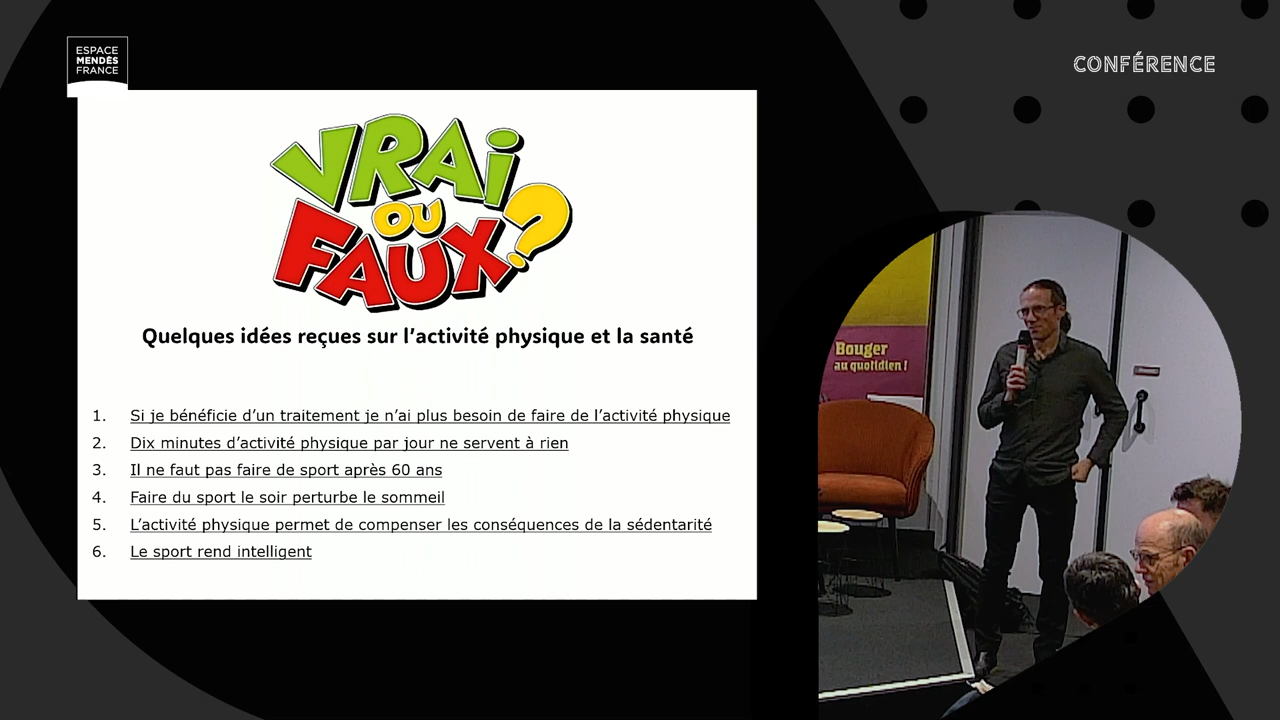 ESPACE
MENDÈS
FRANCE
CONFÉRENCE
VRAi
OU
FAUX?
Quelques idées reçues sur l'activité physique et la santé
1. Si je bénéficie d'un traitement je n'ai plus besoin de faire de l'activité physique
2. Dix minutes d'activité physique par jour ne servent à rien
3. Il ne faut pas faire de sport après 60 ans
4. Faire du sport le soir perturbe le sommeil
5. L'activité physique permet de compenser les conséquences de la sédentarité
6. Le sport rend intelligent
Bouger
au quotidien !